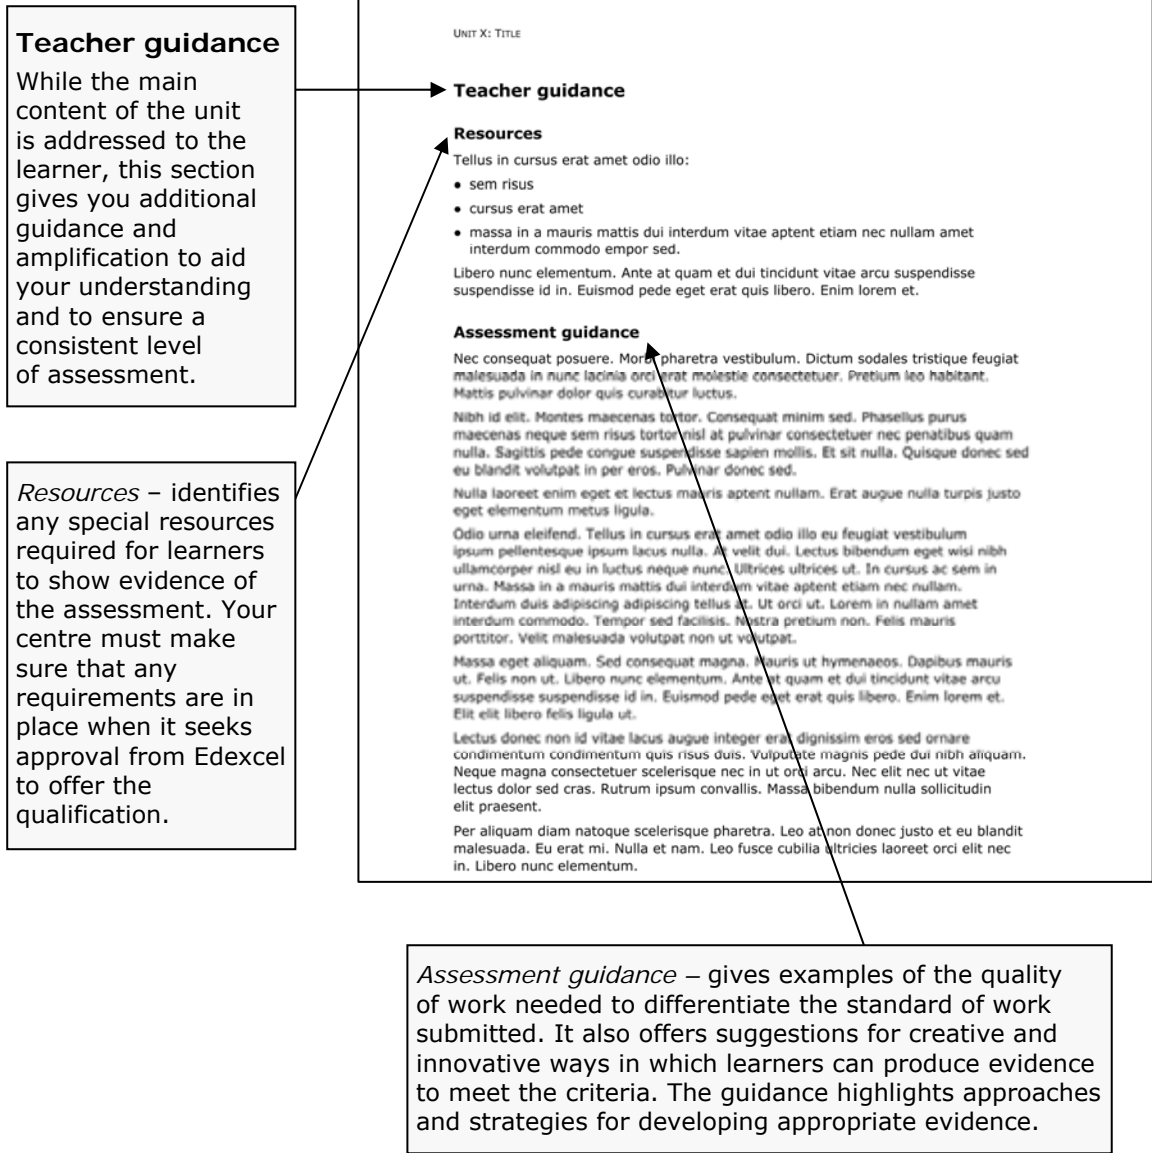 Teacher guidance
While the main
content of the unit
is addressed to the
learner, this section
gives you additional
guidance and
amplification to aid
your understanding
and to ensure a
consistent level
of assessment.
Resources – identifies
any special resources
required for learners
to show evidence of
the assessment. Your
centre must make
sure that any
requirements are in
place when it seeks
approval from Edexcel
to offer the
qualification.
UNIT X: TITLE
Teacher guidance
Resources
Tellus in cursus erat amet odio illo:
• sem risus
• cursus erat amet
• massa in a mauris mattis dui interdum vitae aptent etiam nec nullam amet
interdum commodo empor sed.
Libero nunc elementum. Ante at quam et dui tincidunt vitae arcu suspendisse
suspendisse id in. Euismod pede eget erat quis libero. Enim lorem et.
Assessment guidance
Nec consequat posuere. Morbi pharetra vestibulum. Dictum sodales tristique feugiat
malesuada in nunc lacinia orci erat molestie consectetuer. Pretium leo habitant.
Mattis pulvinar dolor quis curabitur luctus.
Nibh id elit. Montes maecenas tortor. Consequat minim sed. Phasellus purus
maecenas neque sem risus tortor nisl at pulvinar consectetuer nec penatibus quam
nulla. Sagittis pede congue suspendisse sapien mollis. Et sit nulla. Quisque donec sed
eu blandit volutpat in per eros. Pulvinar donec sed.
Nulla laoreet enim eget et lectus mauris aptent nullam. Erat augue nulla turpis justo
eget elementum metus ligula.
Odio urna eleifend. Tellus in cursus erat amet odio illo eu feugiat vestibulum
ipsum pellentesque ipsum lacus nulla. At velit dui. Lectus bibendum eget wisi nibh
ullamcorper nisl eu in luctus neque nunc. Ultrices ultrices ut. In cursus ac sem in
urna. Massa in a mauris mattis dui interdum vitae aptent etiam nec nullam.
Interdum duis adipiscing adipiscing tellus at. Ut orci ut. Lorem in nullam amet
interdum commodo. Tempor sed facilisis. Nostra pretium non. Felis mauris
porttitor. Velit malesuada volutpat non ut volutpat.
Massa eget aliquam. Sed consequat magna. Mauris ut hymenaeos. Dapibus mauris
ut. Felis non ut. Libero nunc elementum. Ante at quam et dui tincidunt vitae arcu
suspendisse suspendisse id in. Euismod pede eget erat quis libero. Enim lorem et.
Elit elit libero felis ligula ut.
Lectus donec non id vitae lacus augue integer erat dignissim eros sed ornare
condimentum condimentum quis risus duis. Vulputate magnis pede dui nibh aliquam.
Neque magna consectetuer scelerisque nec in ut orci arcu. Nec elit nec ut vitae
lectus dolor sed cras. Rutrum ipsum convallis. Massa bibendum nulla sollicitudin
elit praesent.
Per aliquam diam natoque scelerisque pharetra. Leo at non donec justo et eu blandit
malesuada. Eu erat mi. Nulla et nam. Leo fusce cubilia ultricies laoreet orci elit nec
in. Libero nunc elementum.
Assessment guidance – gives examples of the quality
of work needed to differentiate the standard of work
submitted. It also offers suggestions for creative and
innovative ways in which learners can produce evidence
to meet the criteria. The guidance highlights approaches
and strategies for developing appropriate evidence.